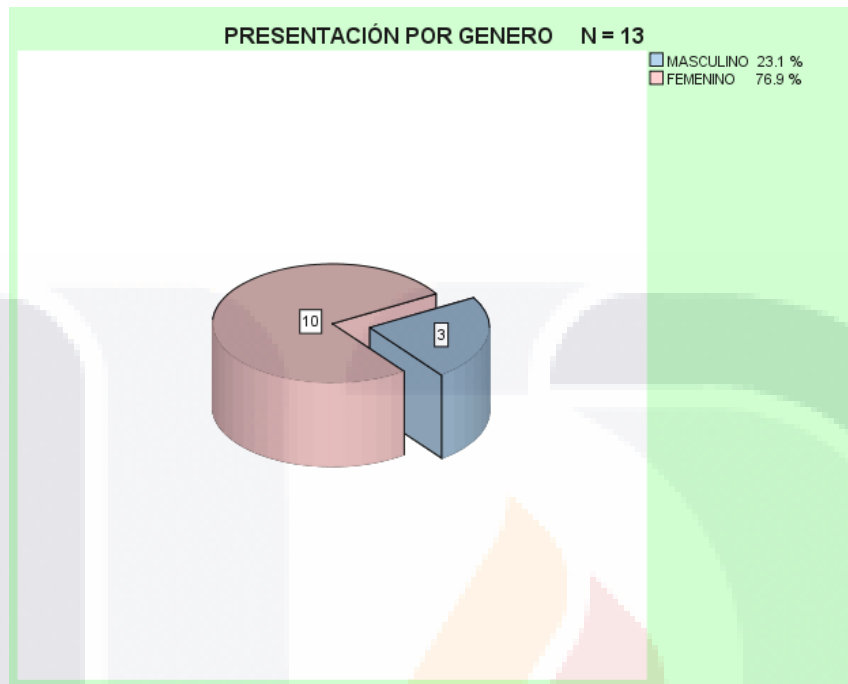 PRESENTACIÓN POR GENERO N = 13
MASCULINO 23.1 %
FEMENINO 76.9 %
10
3